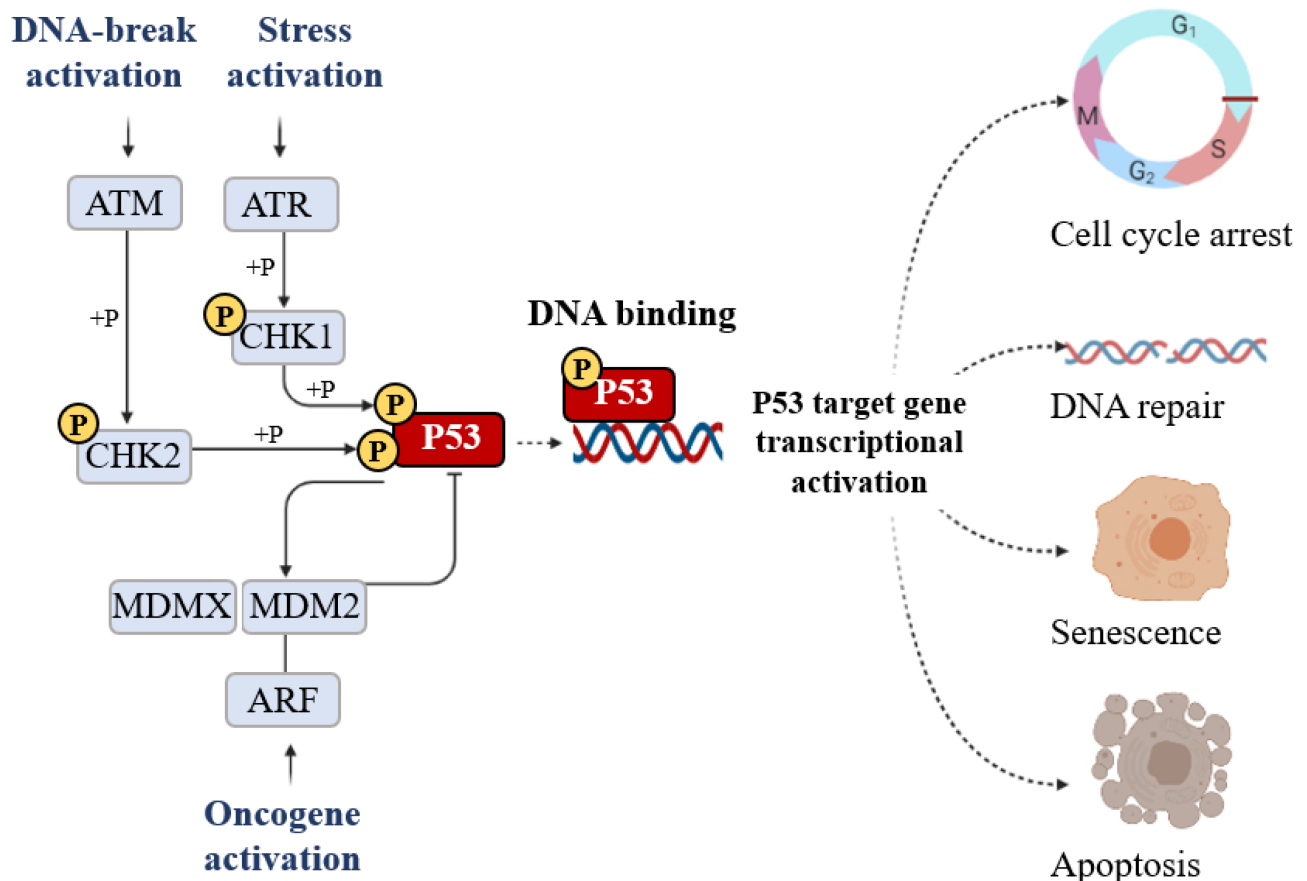 DNA-break
activation
Stress
activation
ATM
ATR
+P
+P
P
CHK1
+P
P
CHK2
+P
P
P
P53
DNA binding
P
P53
P53 target gene
transcriptional
activation
MDMX
MDM2
ARF
Oncogene
activation
G₁
M
S
G₂
Cell cycle arrest
DNA repair
Senescence
Apoptosis